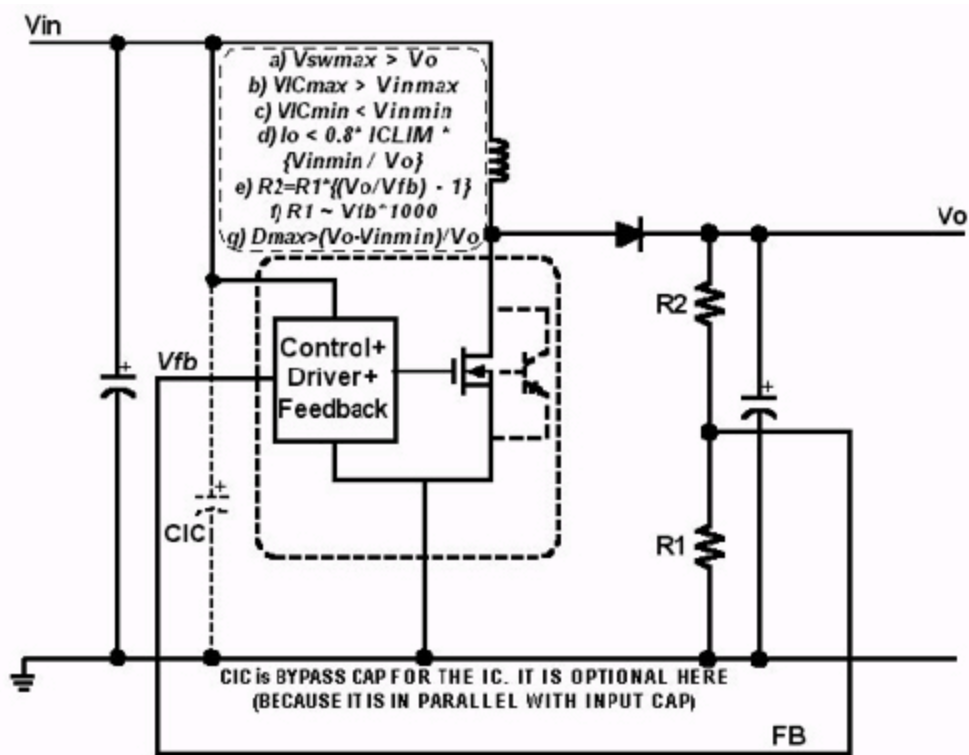 Vin
a) Vswmax > Vo
b) VICmax > Vinmax
c) VICmin < Vinmin
d) Io < 0.8* ICLIM *
{Vinmin / Vo}
e) R2=R1*{(Vo/Vfb) - 1}
f) R1 ~ Vfb*1000
g) Dmax>(Vo-Vinmin)/Vo
Vo
R2
Vfb
Control+
Driver+
Feedback
+
+
+
CIC
R1
CIC is BYPASS CAP FOR THE IC. IT IS OPTIONAL HERE
(BECAUSE IT IS IN PARALLEL WITH INPUT CAP)
FB